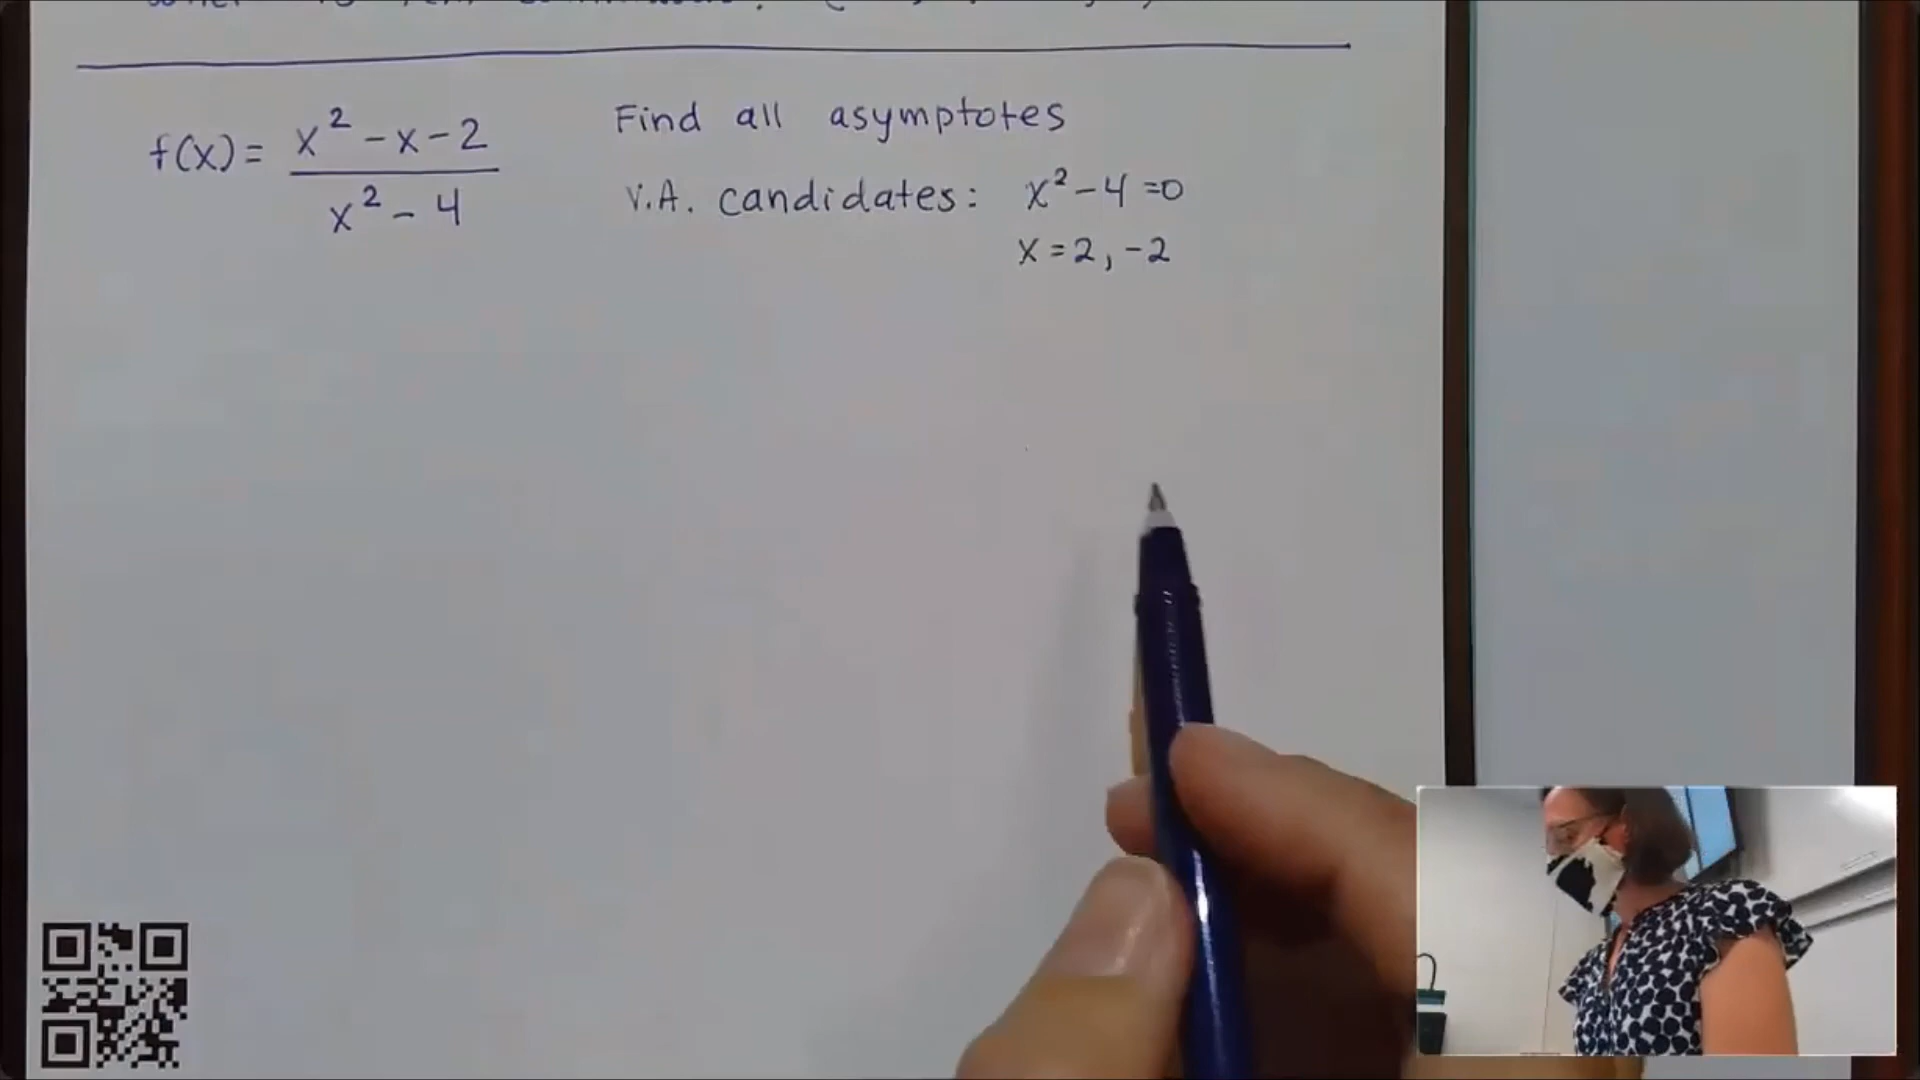 f(x) = x² - x - 2 / x² - 4
Find all asymptotes
V.A. candidates: x² - 4 = 0
x = 2, -2